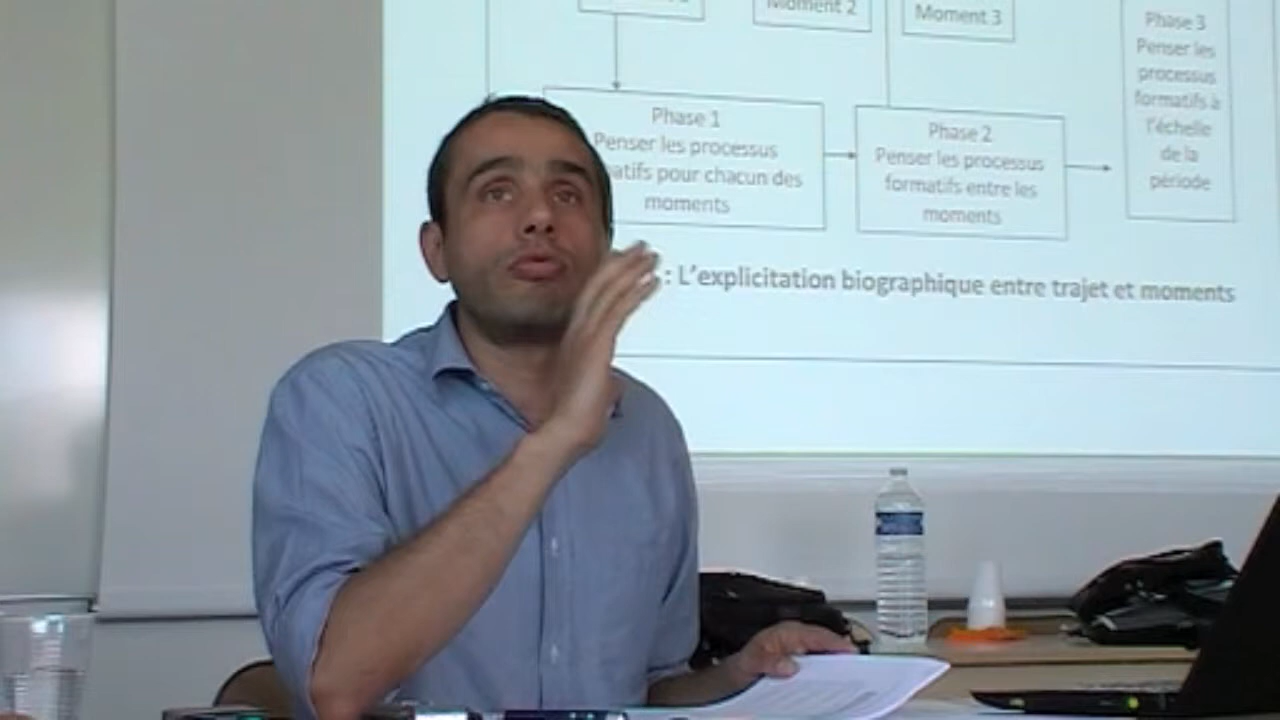 Moment 2
Moment 3
Phase 1
Penser les processus
atifs pour chacun des
moments
Phase 2
Penser les processus
formatifs entre les
moments
Phase 3
Penser les
processus
formatifs à
l'échelle
de la
période
: L'explicitation biographique entre trajet et moments